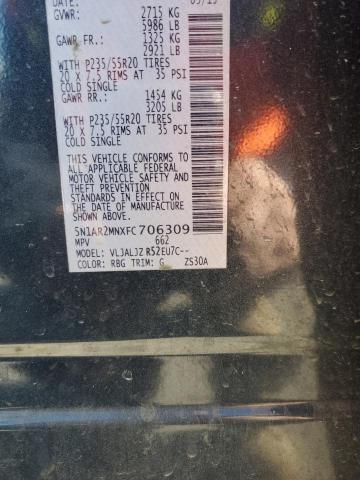 09/15
GVWR: 2715 KG
5986 LB
GAWR FR.: 1325 KG
2921 LB
WITH P235/55R20 TIRES
20 X 7.5 RIMS AT 35 PSI
COLD SINGLE
GAWR RR.: 1454 KG
3205 LB
WITH P235/55R20 TIRES
20 X 7.5 RIMS AT 35 PSI
COLD SINGLE
THIS VEHICLE CONFORMS TO
ALL APPLICABLE FEDERAL
MOTOR VEHICLE SAFETY AND
THEFT PREVENTION
STANDARDS IN EFFECT ON
THE DATE OF MANUFACTURE
SHOWN ABOVE.
5N1AR2MNXFC706309
MPV 662
MODEL: VLJALJZ R52EU7C--
COLOR: RBG TRIM: G ZS30A